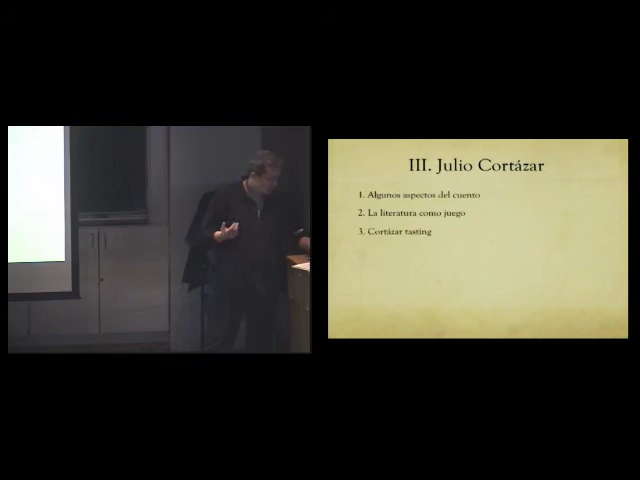 III. Julio Cortázar
1. Algunos aspectos del cuento
2. La literatura como juego
3. Cortázar tasting